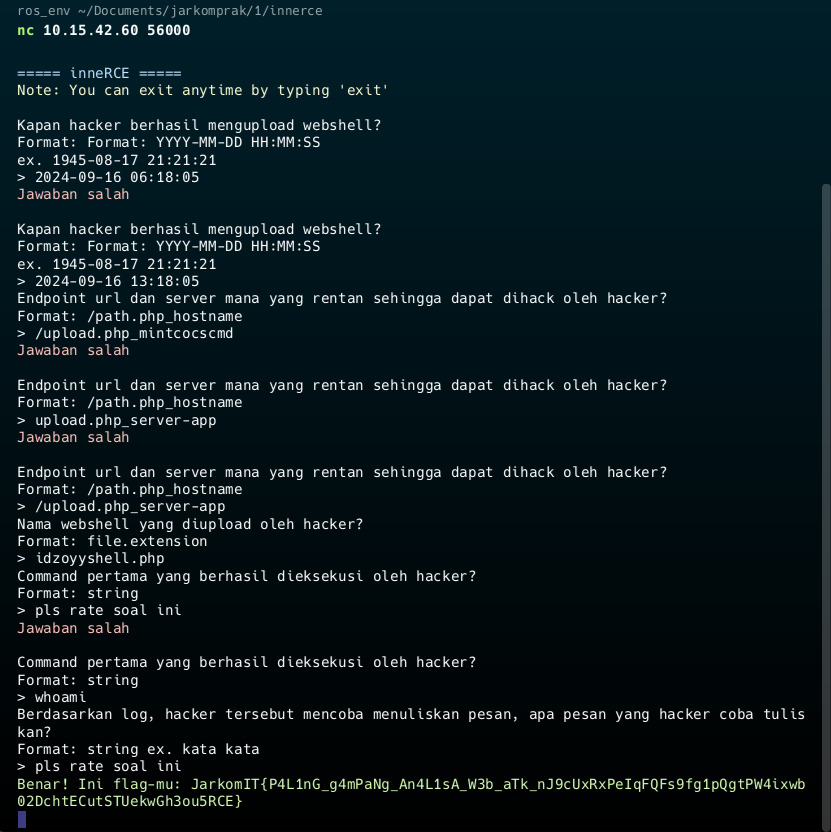 ros_env ~/Documents/jarkomprak/1/innerce
nc 10.15.42.60 56000
===== inneRCE =====
Note: You can exit anytime by typing 'exit'
Kapan hacker berhasil mengupload webshell?
Format: Format: YYYY-MM-DD HH:MM:SS
ex. 1945-08-17 21:21:21
> 2024-09-16 06:18:05
Jawaban salah
Kapan hacker berhasil mengupload webshell?
Format: Format: YYYY-MM-DD HH:MM:SS
ex. 1945-08-17 21:21:21
> 2024-09-16 13:18:05
Endpoint url dan server mana yang rentan sehingga dapat dihack oleh hacker?
Format: /path.php_hostname
> /upload.php_mintcocscmd
Jawaban salah
Endpoint url dan server mana yang rentan sehingga dapat dihack oleh hacker?
Format: /path.php_hostname
> upload.php_server-app
Jawaban salah
Endpoint url dan server mana yang rentan sehingga dapat dihack oleh hacker?
Format: /path.php_hostname
> /upload.php_server-app
Nama webshell yang diupload oleh hacker?
Format: file.extension
> idzoyyshell.php
Command pertama yang berhasil dieksekusi oleh hacker?
Format: string
> pls rate soal ini
Jawaban salah
Command pertama yang berhasil dieksekusi oleh hacker?
Format: string
> whoami
Berdasarkan log, hacker tersebut mencoba menuliskan pesan, apa pesan yang hacker coba tulis
kan?
Format: string ex. kata kata
> pls rate soal ini
Benar! Ini flag-mu: JarkomIT{P4L1nG_g4mPaNg_An4L1sA_W3b_aTk_nJ9cUxRxPeIqFQFs9fg1pQgtPW4ixwb
02DchtECutSTUekwGh3ou5RCE}